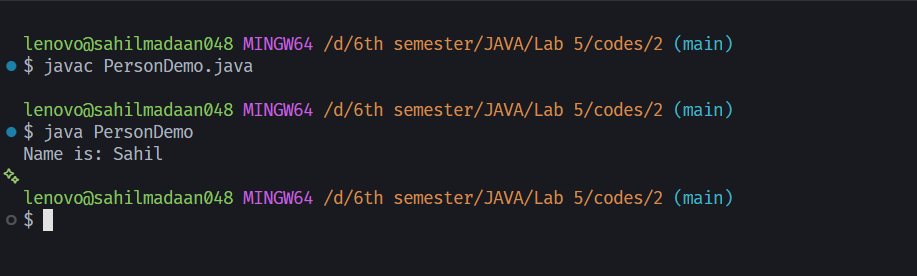 lenovo@sahilmadaan048 MINGW64 /d/6th semester/JAVA/Lab 5/codes/2 (main)
$ javac PersonDemo.java
lenovo@sahilmadaan048 MINGW64 /d/6th semester/JAVA/Lab 5/codes/2 (main)
$ java PersonDemo
Name is: Sahil
lenovo@sahilmadaan048 MINGW64 /d/6th semester/JAVA/Lab 5/codes/2 (main)
$